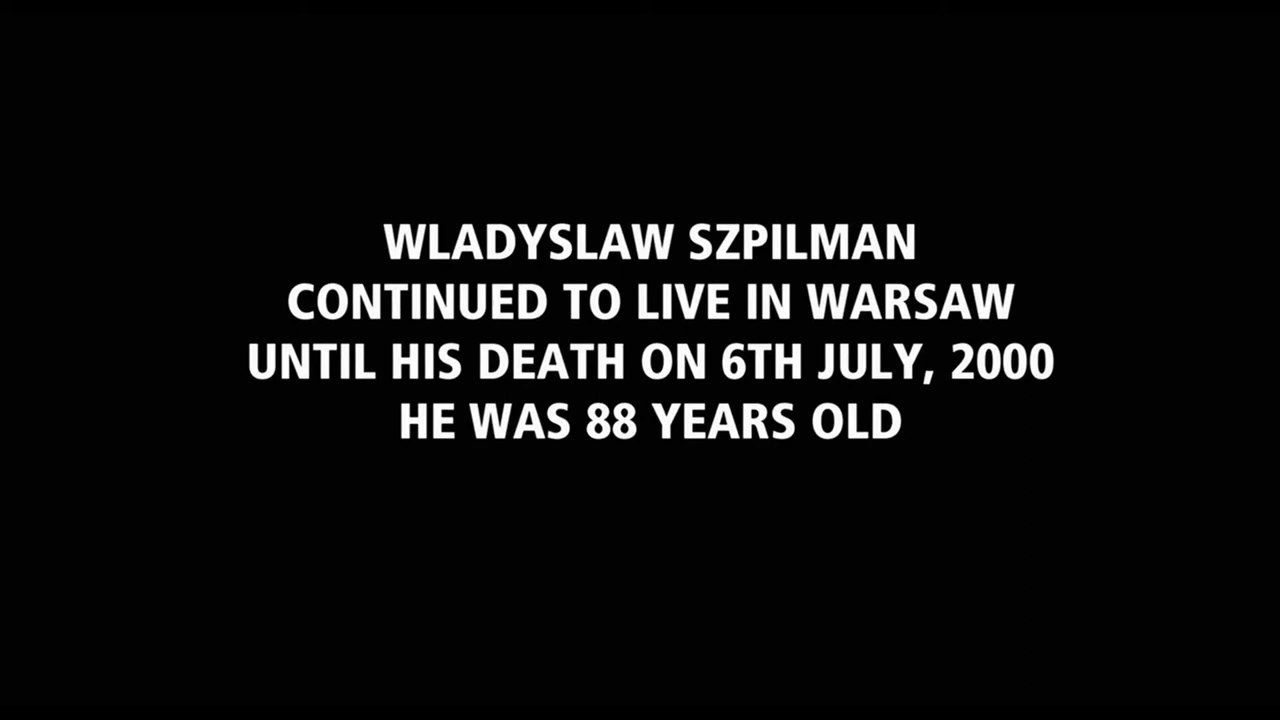 WLADYSLAW SZPILMAN
CONTINUED TO LIVE IN WARSAW
UNTIL HIS DEATH ON 6TH JULY, 2000
HE WAS 88 YEARS OLD